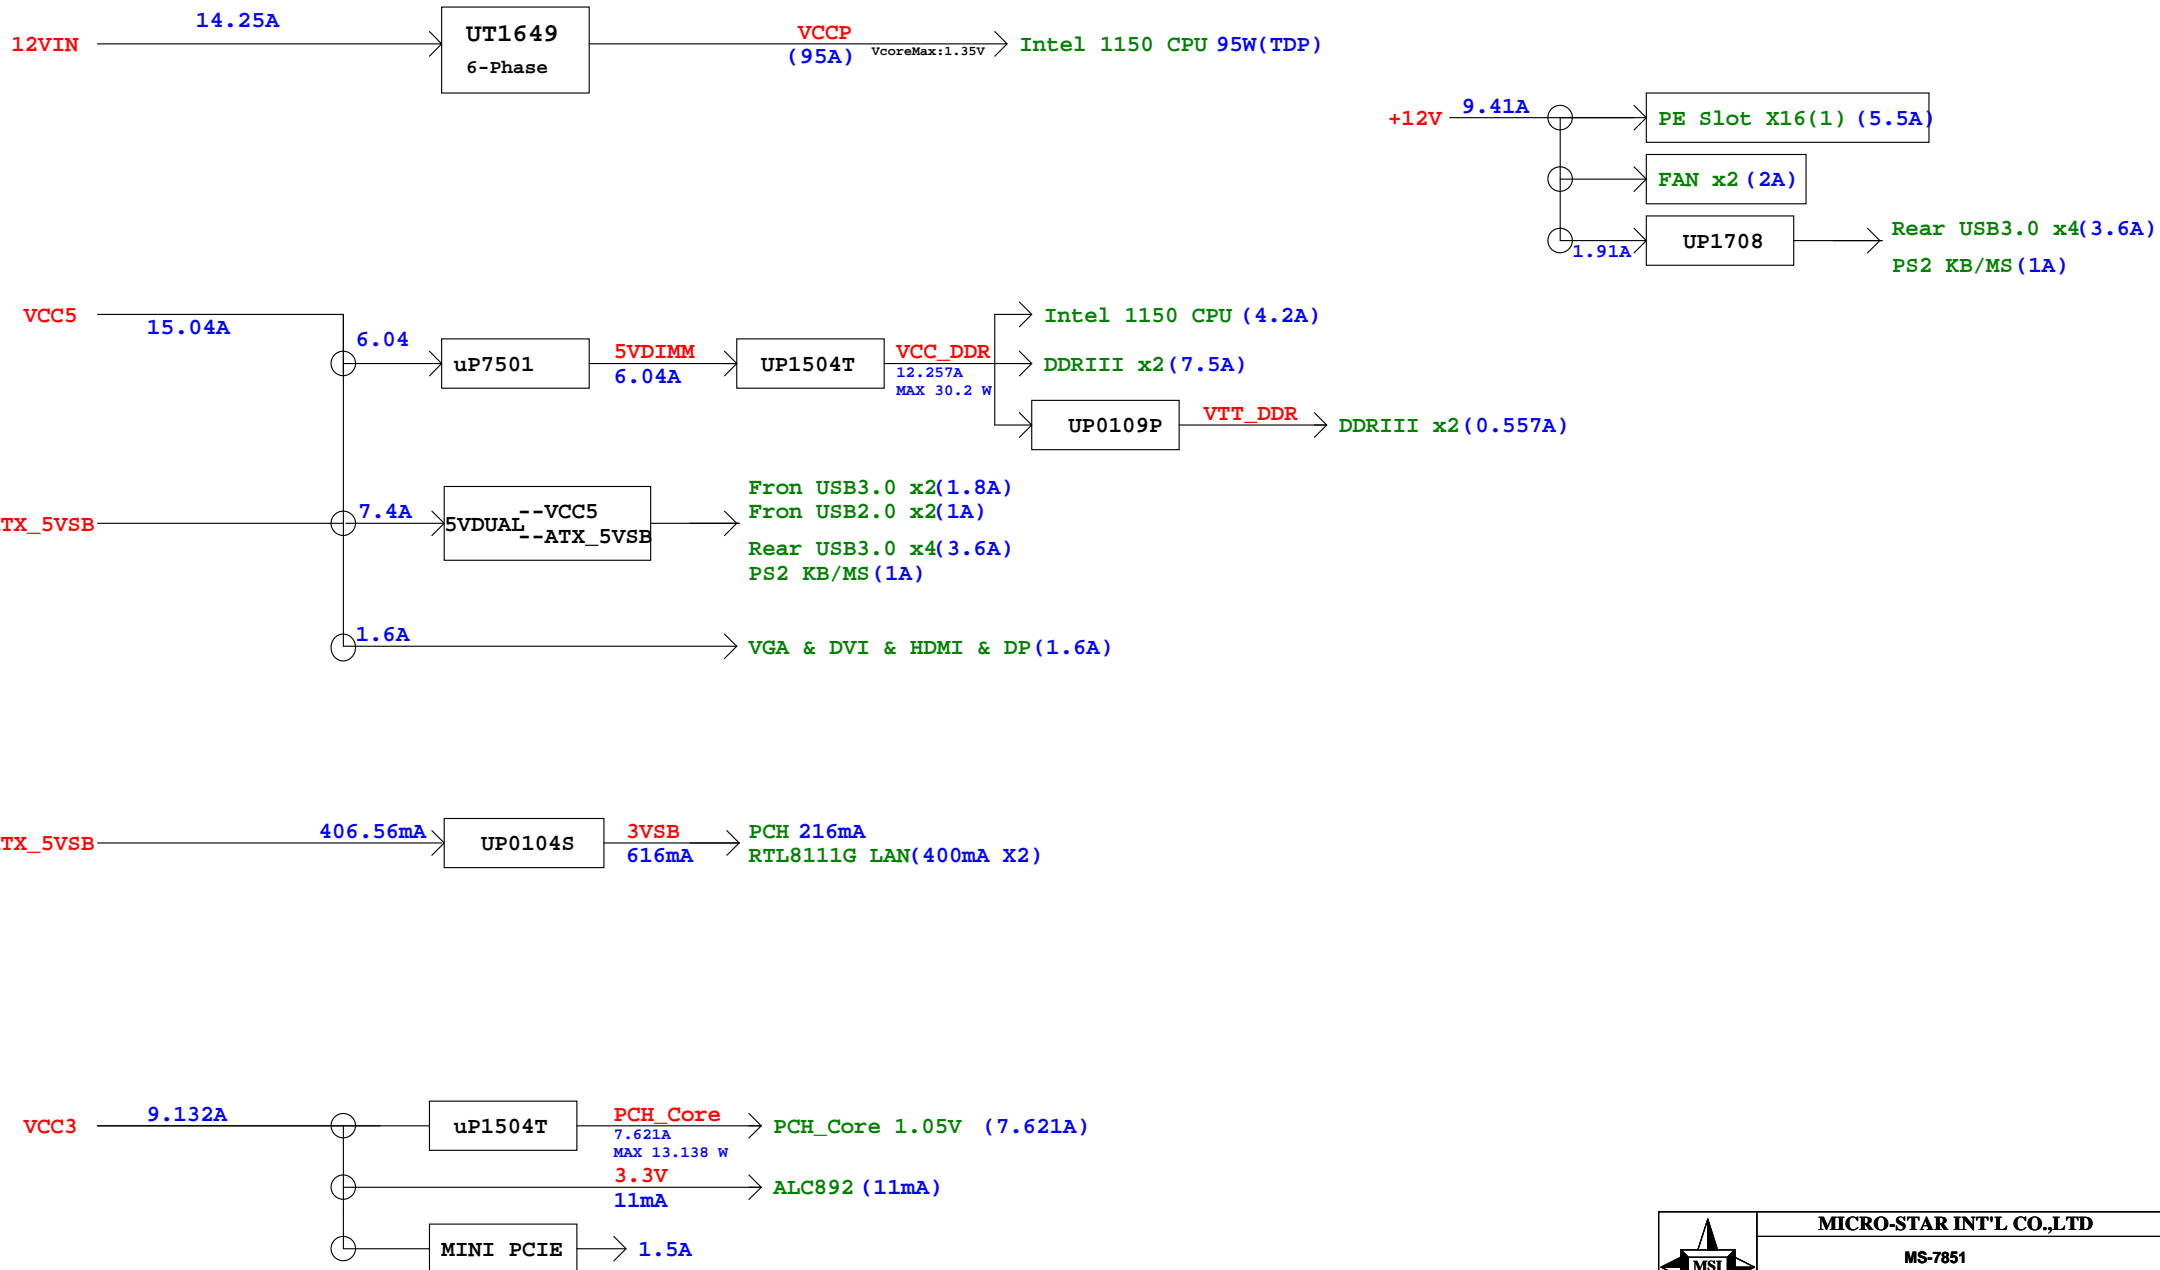 14.25A
12VIN
UT1649
6-Phase
VCCP
(95A)
VcoreMax:1.35V
Intel 1150 CPU 95W(TDP)
+12V
9.41A
PE Slot X16(1) (5.5A)
FAN x2 (2A)
1.91A
UP1708
Rear USB3.0 x4(3.6A)
PS2 KB/MS(1A)
VCC5
15.04A
6.04
uP7501
5VDIMM
6.04A
UP1504T
VCC_DDR
12.257A
MAX 30.2 W
Intel 1150 CPU (4.2A)
DDRIII x2(7.5A)
UP0109P
VTT_DDR
DDRIII x2(0.557A)
TX_5VSB
7.4A
5VDUAL
--VCC5
--ATX_5VSB
Fron USB3.0 x2(1.8A)
Fron USB2.0 x2(1A)
Rear USB3.0 x4(3.6A)
PS2 KB/MS(1A)
1.6A
VGA & DVI & HDMI & DP(1.6A)
TX_5VSB
406.56mA
UP0104S
3VSB
616mA
PCH 216mA
RTL8111G LAN(400mA X2)
VCC3
9.132A
uP1504T
PCH_Core
7.621A
MAX 13.138 W
PCH_Core 1.05V (7.621A)
3.3V
11mA
ALC892 (11mA)
MINI PCIE
1.5A
MICRO-STAR INT'L CO.,LTD
MS-7851
MSI